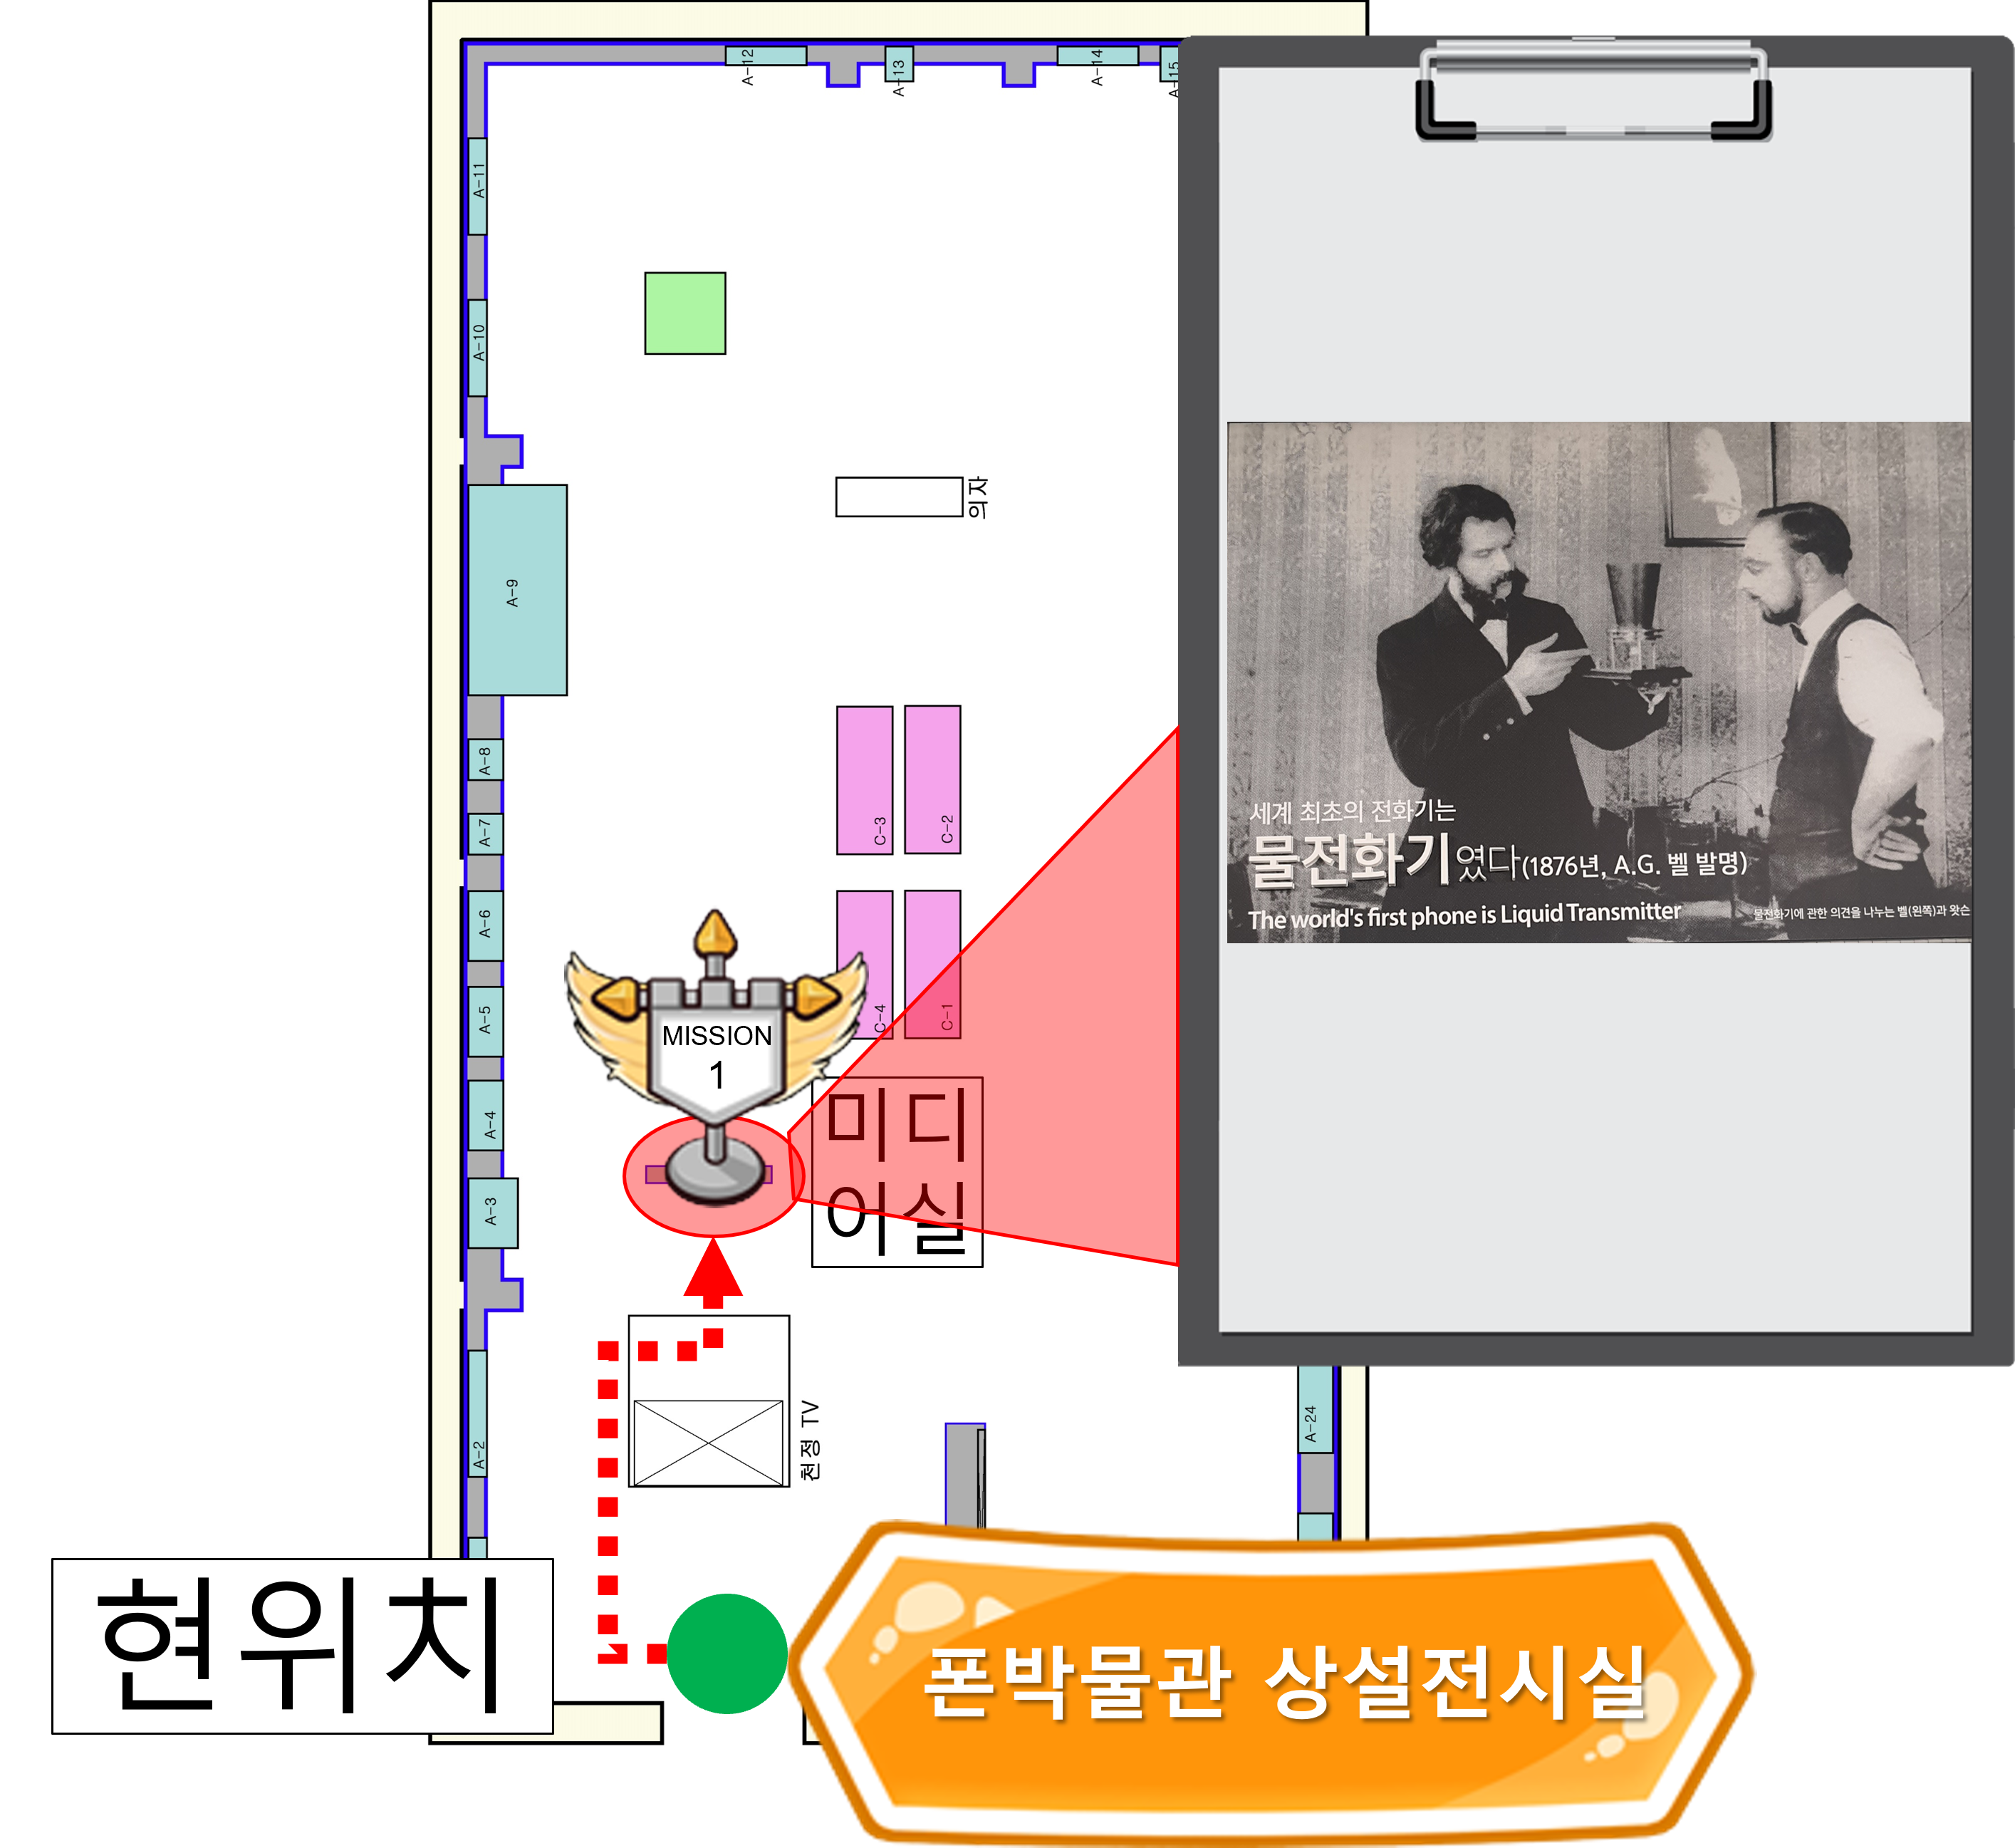 A-12
A-13
A-14
A-15
A-11
A-10
의자
A-9
A-8
A-7
C-3
C-2
A-6
A-5
C-4
C-1
MISSION
1
A-4
미디
어실
A-3
세계 최초의 전화기는
물전화기였다(1876년, A.G. 벨 발명)
The world's first phone is Liquid Transmitter
물전화기에 관한 의견을 나누는 벨(왼쪽)과 왓슨
A-2
천정 TV
A-24
현위치
폰박물관 상설전시실